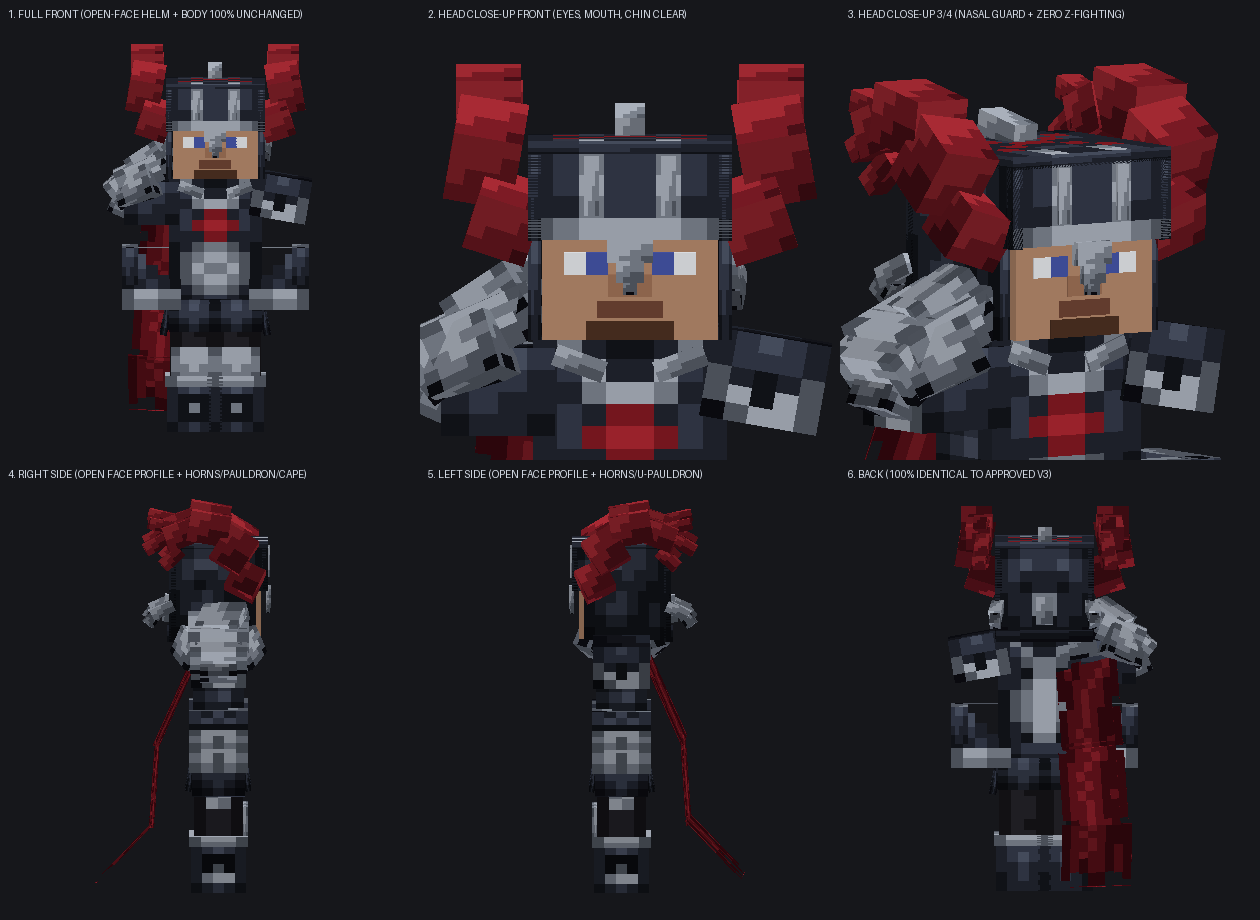 1. FULL FRONT (OPEN-FACE HELM + BODY 100% UNCHANGED)
2. HEAD CLOSE-UP FRONT (EYES, MOUTH, CHIN CLEAR)
3. HEAD CLOSE-UP 3/4 (NASAL GUARD + ZERO Z-FIGHTING)
4. RIGHT SIDE (OPEN FACE PROFILE + HORNS/PAULDRON/CAPE)
5. LEFT SIDE (OPEN FACE PROFILE + HORNS/U-PAULDRON)
6. BACK (100% IDENTICAL TO APPROVED V3)